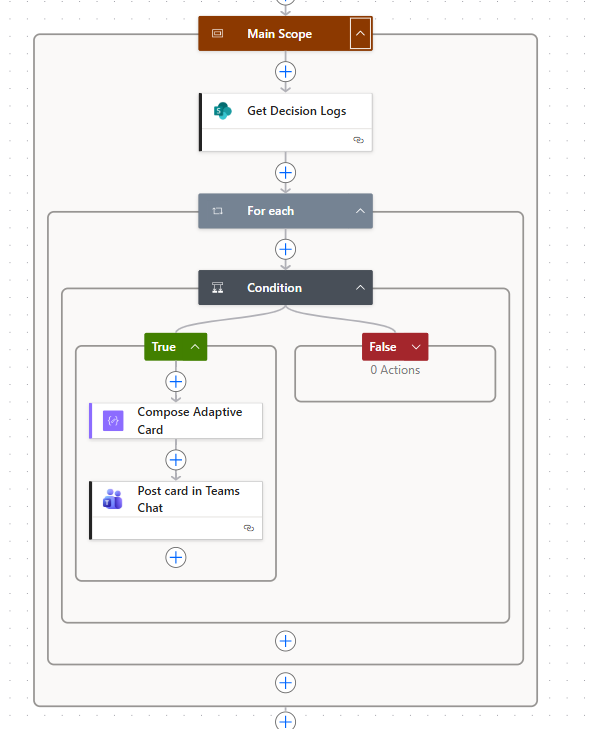 Main Scope
Get Decision Logs
For each
Condition
True
False
0 Actions
Compose Adaptive
Card
Post card in Teams
Chat